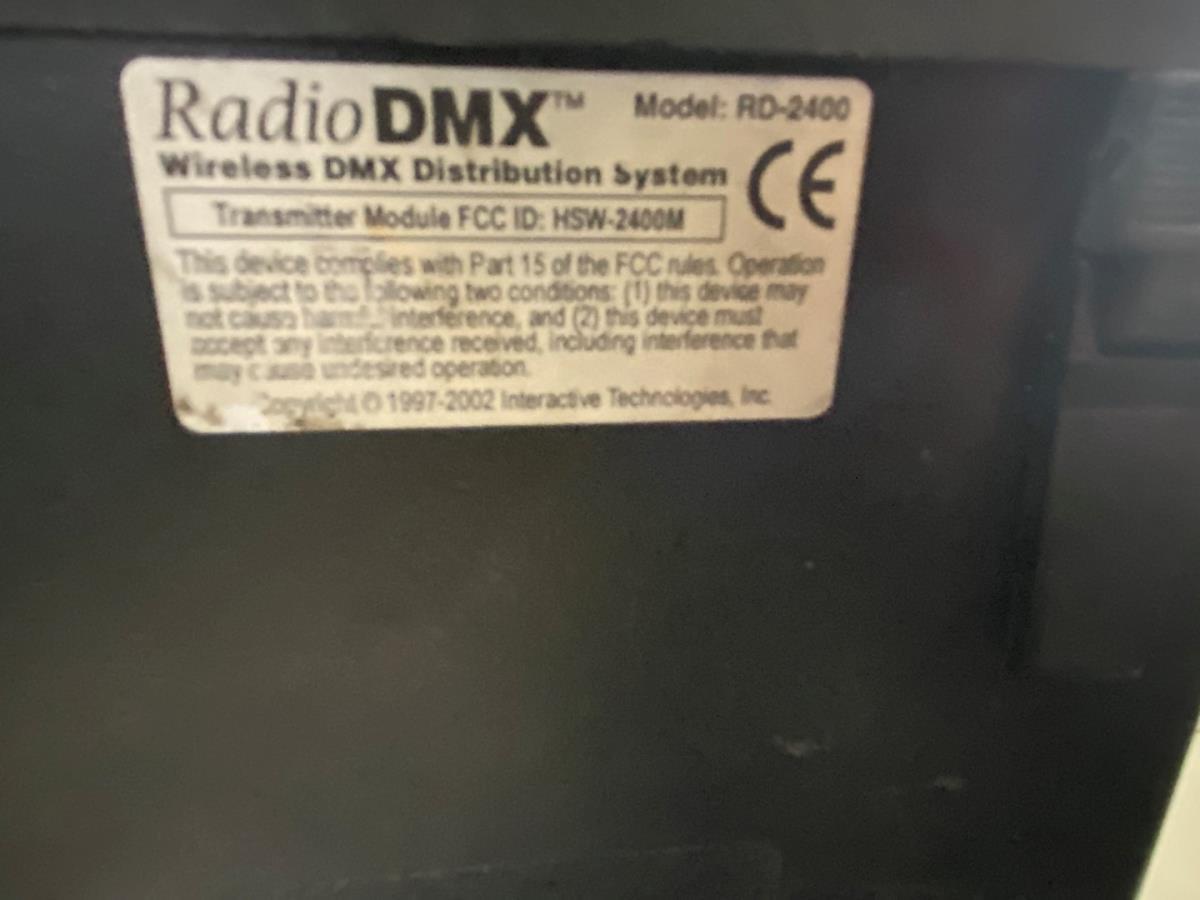 RadioDMX™ Model: RD-2400
Wireless DMX Distribution System CE
Transmitter Module FCC ID: HSW-2400M
This device complies with Part 15 of the FCC rules. Operation
is subject to the following two conditions: (1) this device may
not cause harmful interference, and (2) this device must
accept any interference received, including interference that
may cause undesired operation.
Copyright © 1997-2002 Interactive Technologies, Inc.